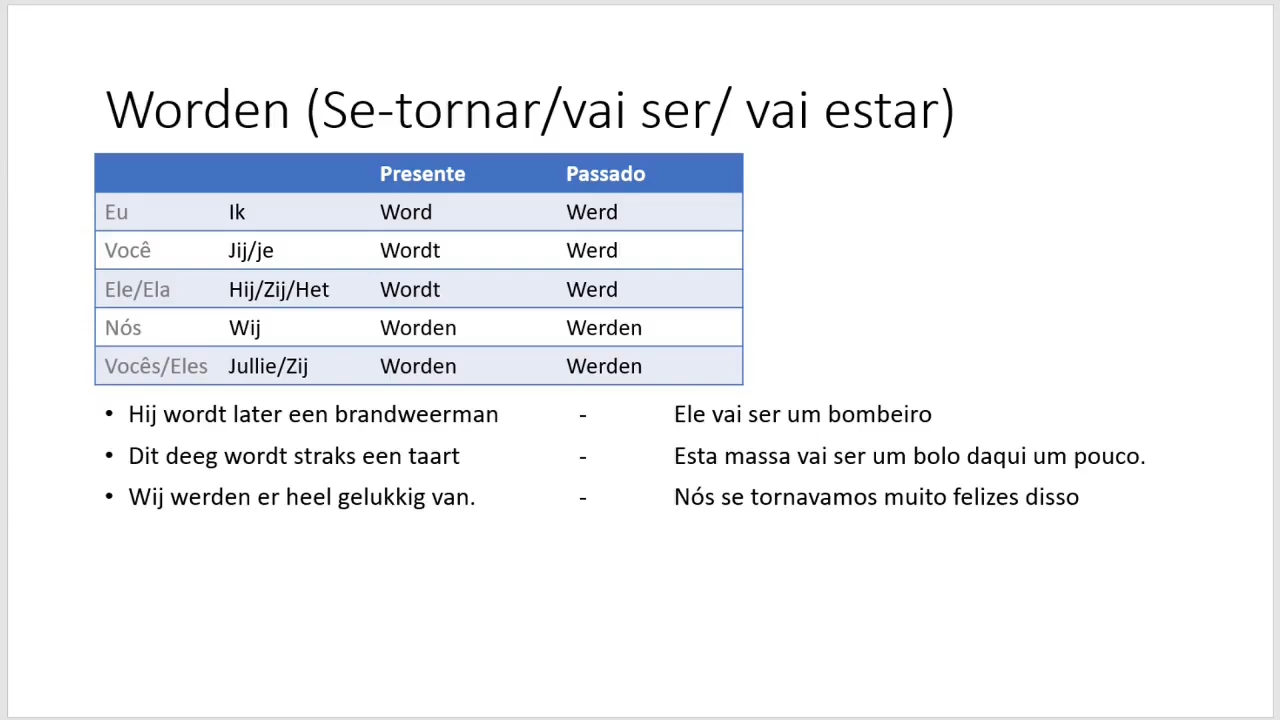 Worden (Se-tornar/vai ser/ vai estar)
Presente Passado
Eu Ik Word Werd
Você Jij/je Wordt Werd
Ele/Ela Hij/Zij/Het Wordt Werd
Nós Wij Worden Werden
Vocês/Eles Jullie/Zij Worden Werden
• Hij wordt later een brandweerman - Ele vai ser um bombeiro
• Dit deeg wordt straks een taart - Esta massa vai ser um bolo daqui um pouco.
• Wij werden er heel gelukkig van. - Nós se tornavamos muito felizes disso